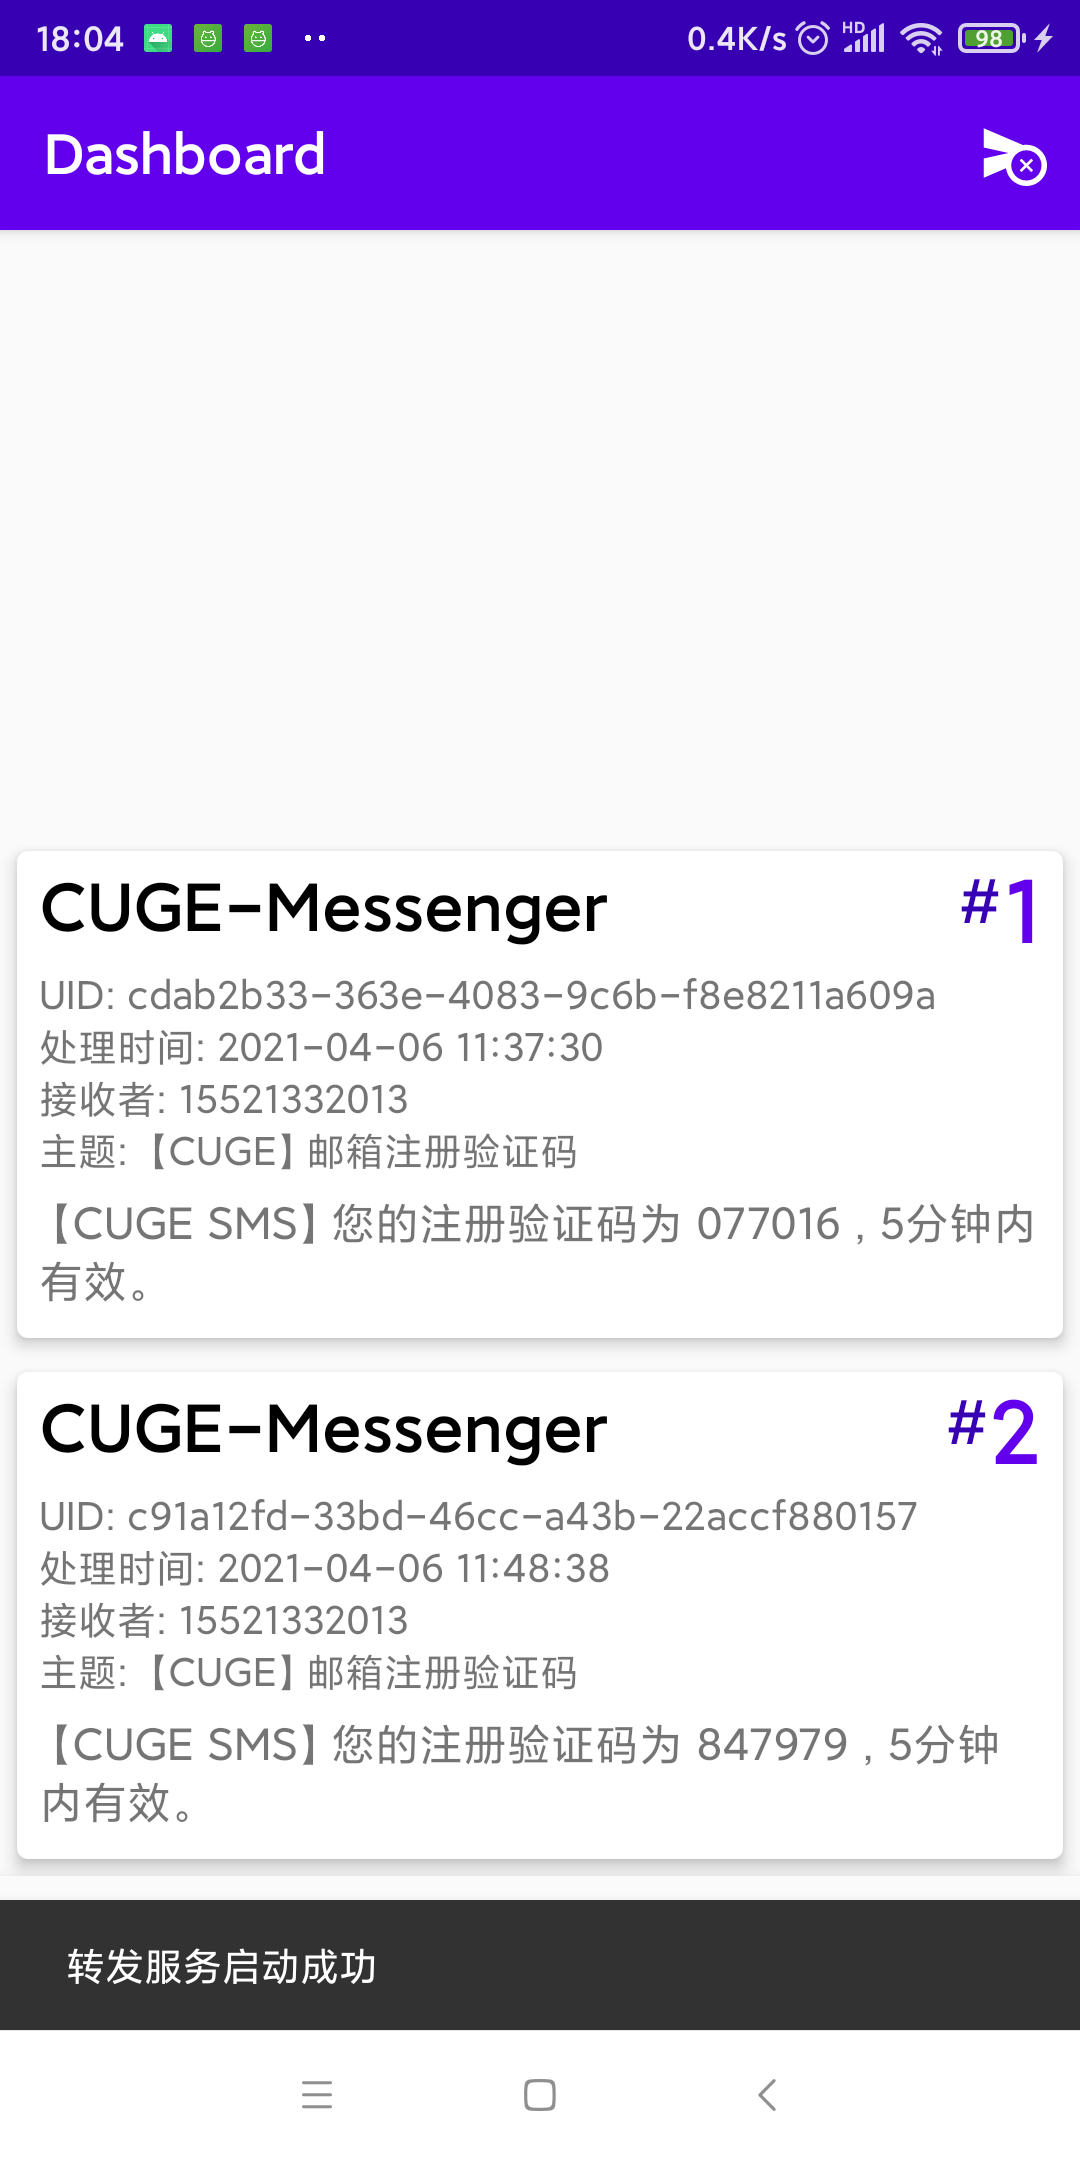 18:04
0.4K/s
HD
98
Dashboard
CUGE-Messenger
#1
UID: cdab2b33-363e-4083-9c6b-f8e8211a609a
处理时间: 2021-04-06 11:37:30
接收者: 15521332013
主题:【CUGE】邮箱注册验证码
【CUGE SMS】您的注册验证码为 077016，5分钟内
有效。
CUGE-Messenger
#2
UID: c91a12fd-33bd-46cc-a43b-22accf880157
处理时间: 2021-04-06 11:48:38
接收者: 15521332013
主题:【CUGE】邮箱注册验证码
【CUGE SMS】您的注册验证码为 847979，5分钟
内有效。
转发服务启动成功